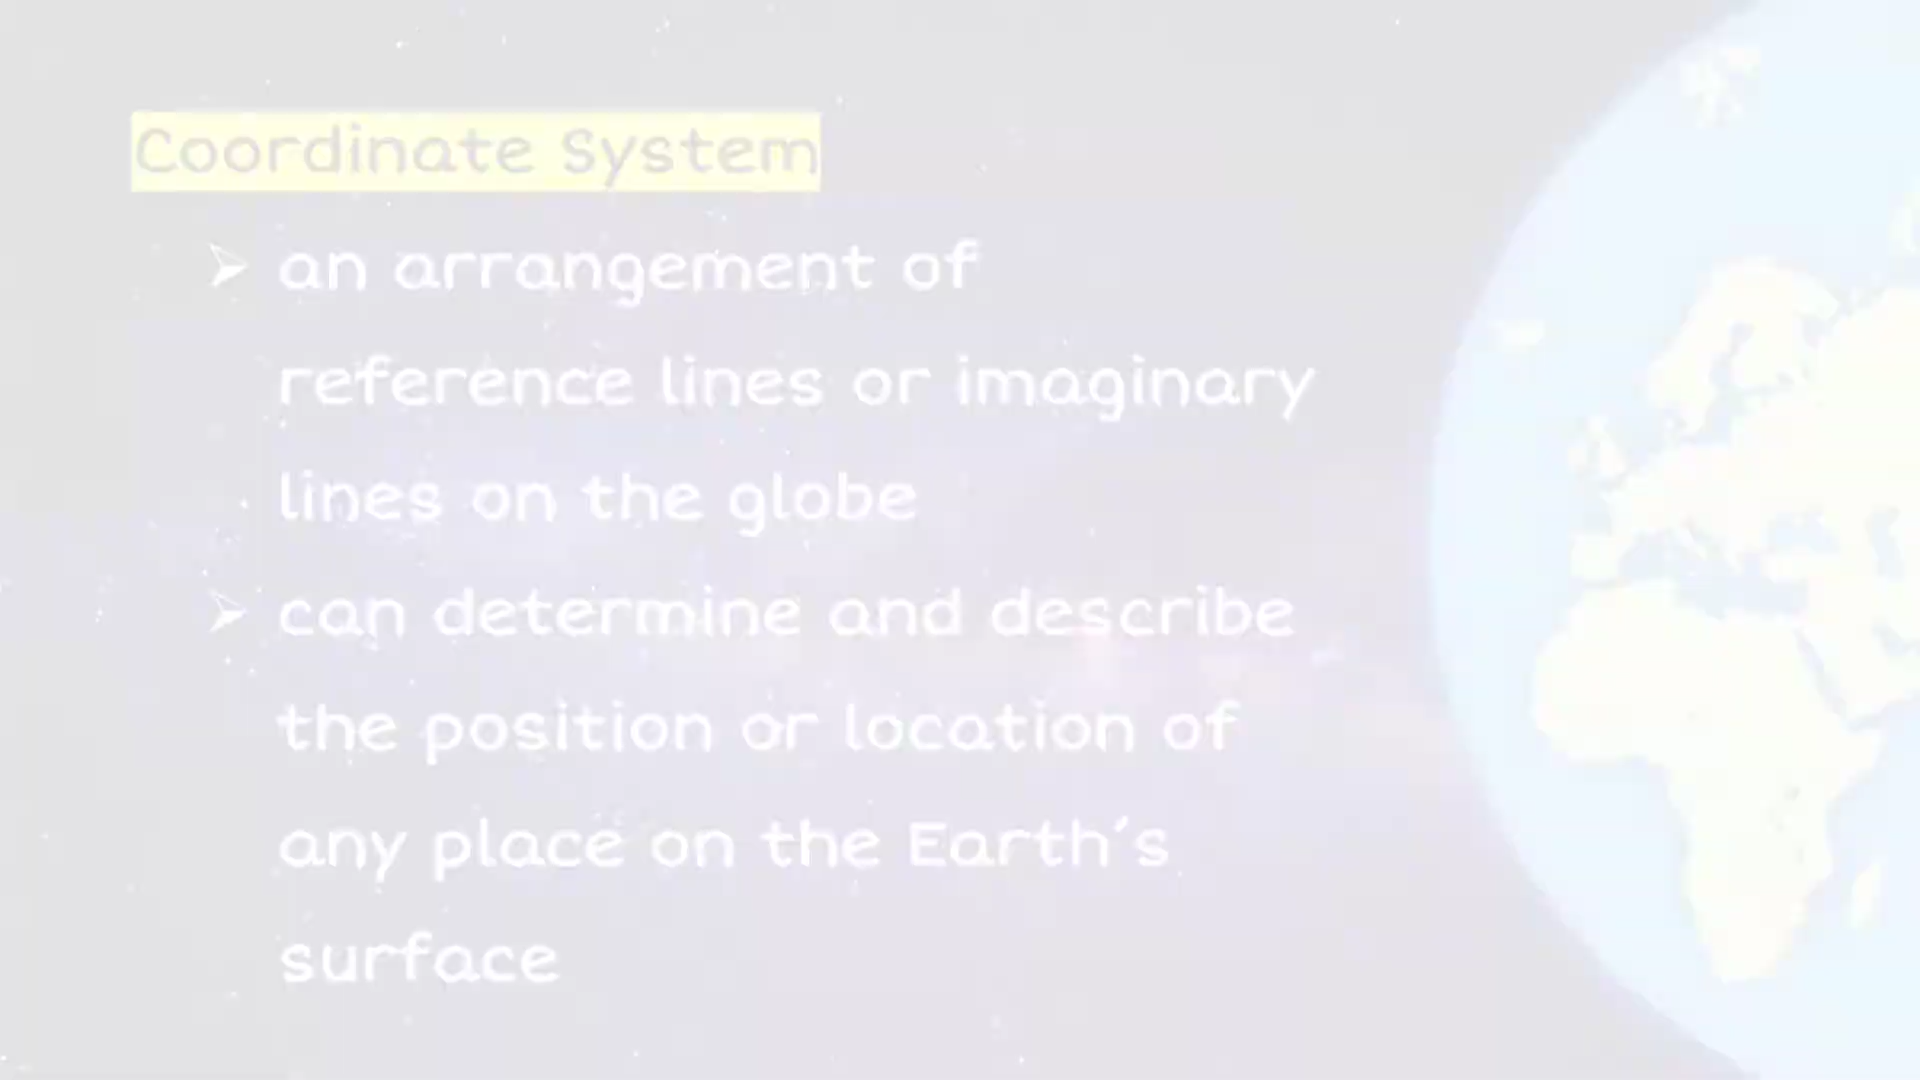 Coordinate System
➢ an arrangement of
reference lines or imaginary
lines on the globe
➢ can determine and describe
the position or location of
any place on the Earth's
surface